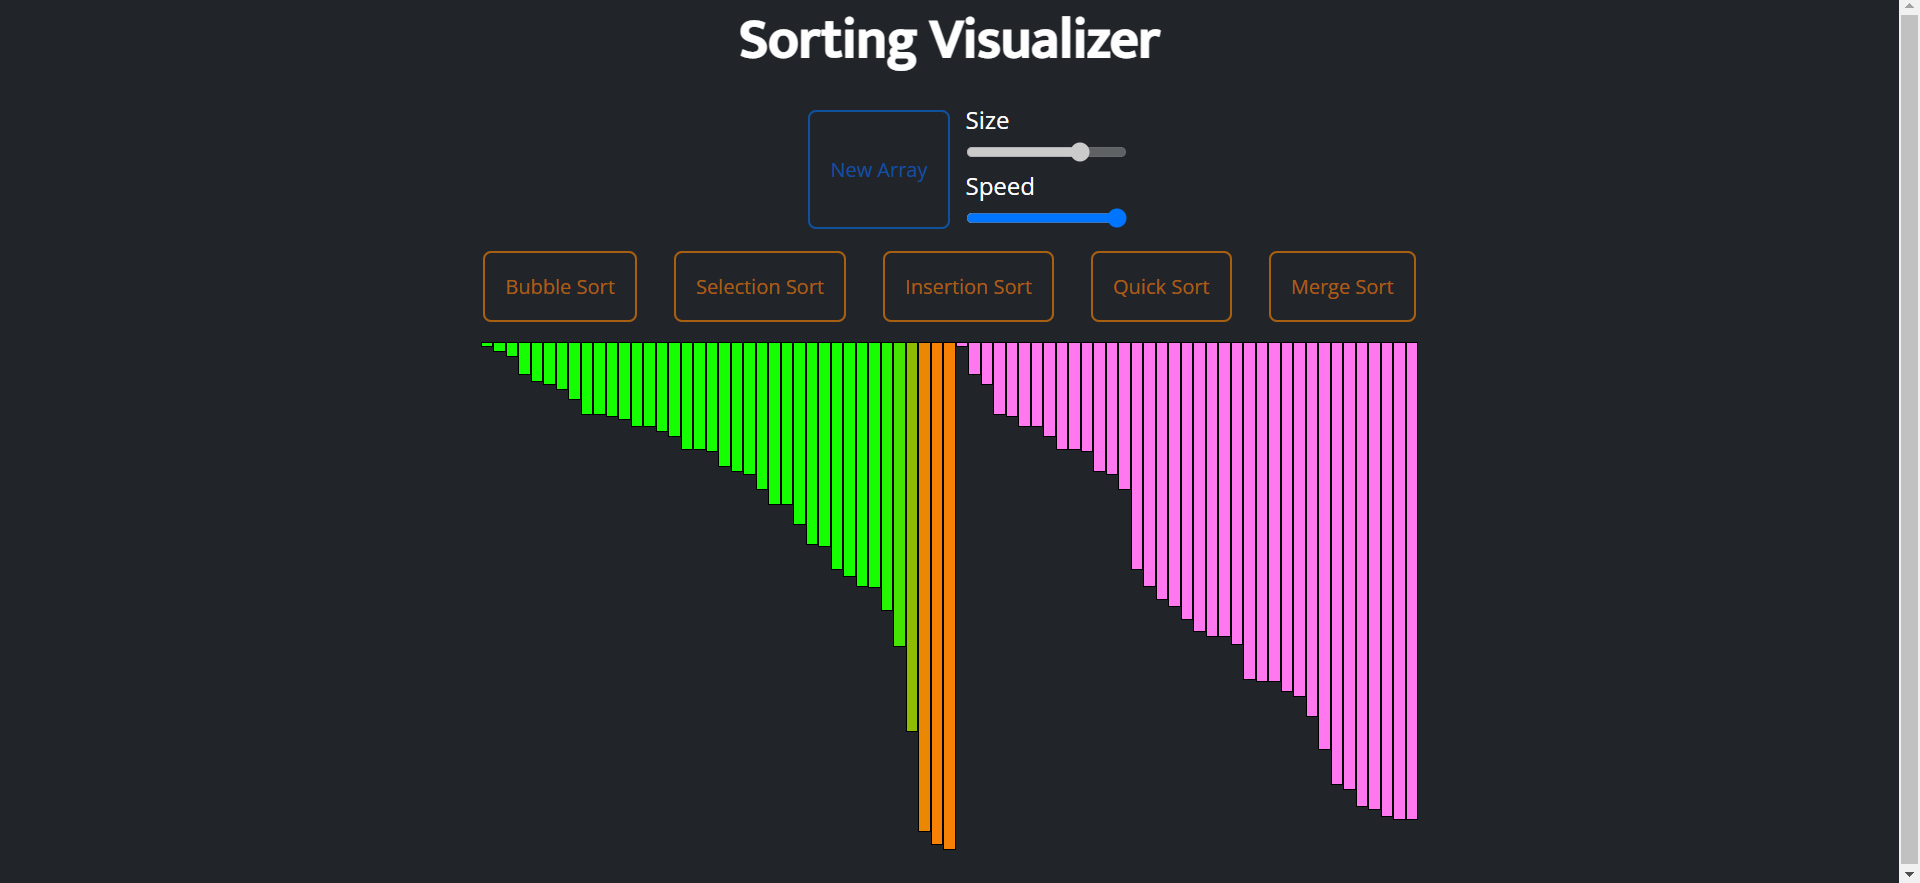 Sorting Visualizer
New Array
Size
Speed
Bubble Sort
Selection Sort
Insertion Sort
Quick Sort
Merge Sort